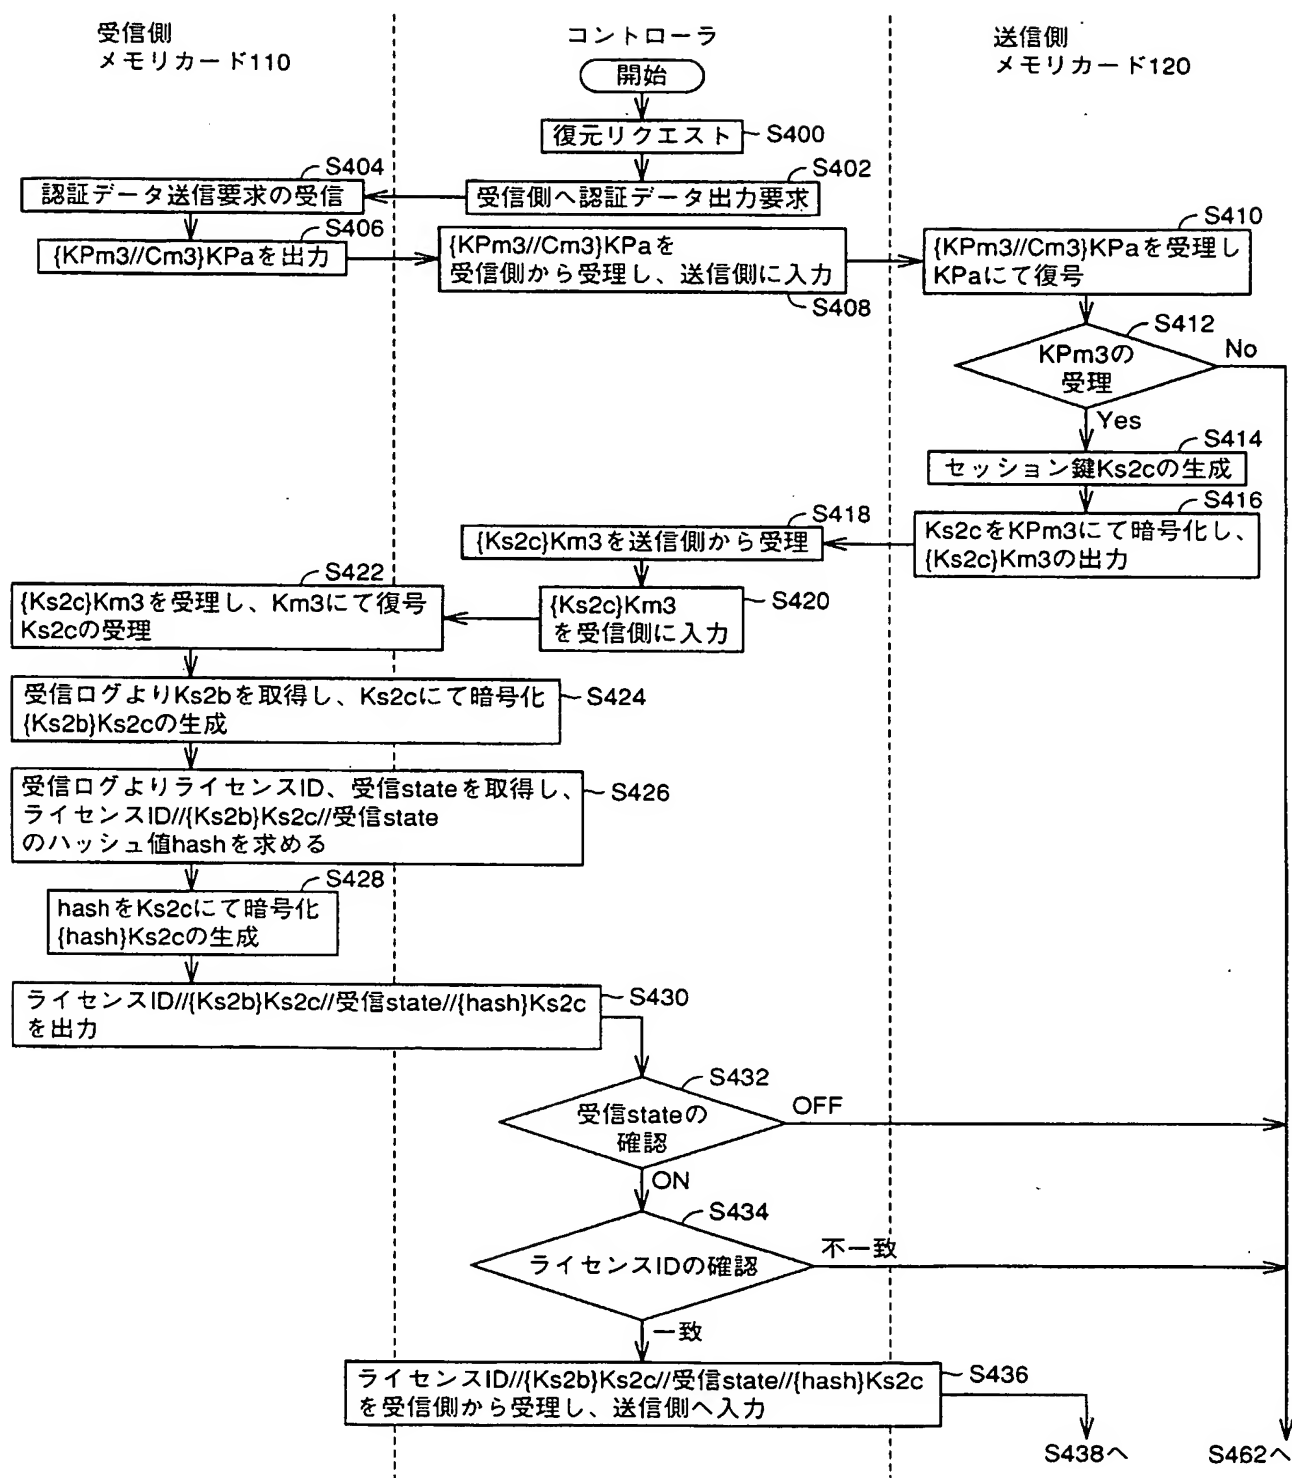 受信側
メモリカード110
コントローラ
送信側
メモリカード120
開始
復元リクエスト
S400
S402
受信側へ認証データ出力要求
S404
認証データ送信要求の受信
S406
{KPm3//Cm3}KPaを出力
{KPm3//Cm3}KPaを
受信側から受理し、送信側に入力
S408
S410
{KPm3//Cm3}KPaを受理し
KPaにて復号
S412
KPm3の
受理
No
Yes
S414
セッション鍵Ks2cの生成
S416
Ks2cをKPm3にて暗号化し、
{Ks2c}Km3の出力
S418
{Ks2c}Km3を送信側から受理
S420
{Ks2c}Km3
を受信側に入力
S422
{Ks2c}Km3を受理し、Km3にて復号
Ks2cの受理
受信ログよりKs2bを取得し、Ks2cにて暗号化
{Ks2b}Ks2cの生成
S424
受信ログよりライセンスID、受信stateを取得し、
ライセンスID//{Ks2b}Ks2c//受信state
のハッシュ値hashを求める
S426
S428
hashをKs2cにて暗号化
{hash}Ks2cの生成
ライセンスID//{Ks2b}Ks2c//受信state//{hash}Ks2c
を出力
S430
S432
受信stateの
確認
OFF
ON
S434
ライセンスIDの確認
不一致
一致
ライセンスID//{Ks2b}Ks2c//受信state//{hash}Ks2c
を受信側から受理し、送信側へ入力
S436
S438へ
S462へ